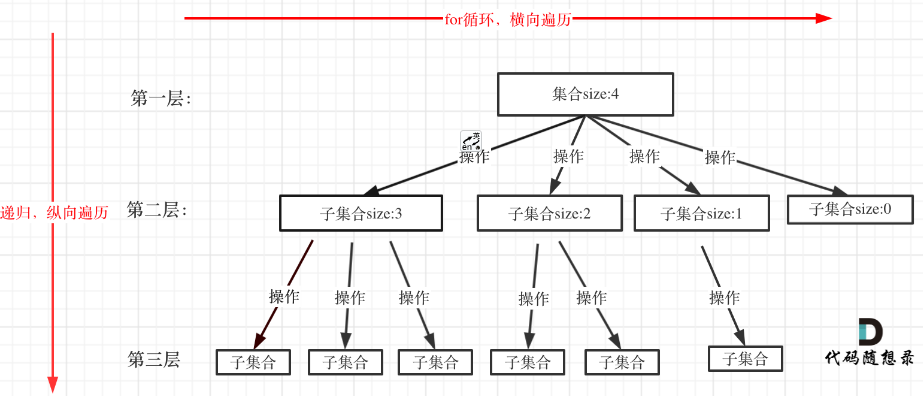 for循环，横向遍历
第一层：
集合size:4
英
en
操作
操作
操作
操作
递归，纵向遍历
第二层：
子集合size:3
子集合size:2
子集合size:1
子集合size:0
操作
操作
操作
操作
操作
操作
第三层
子集合
子集合
子集合
子集合
子集合
子集合
代码随想录